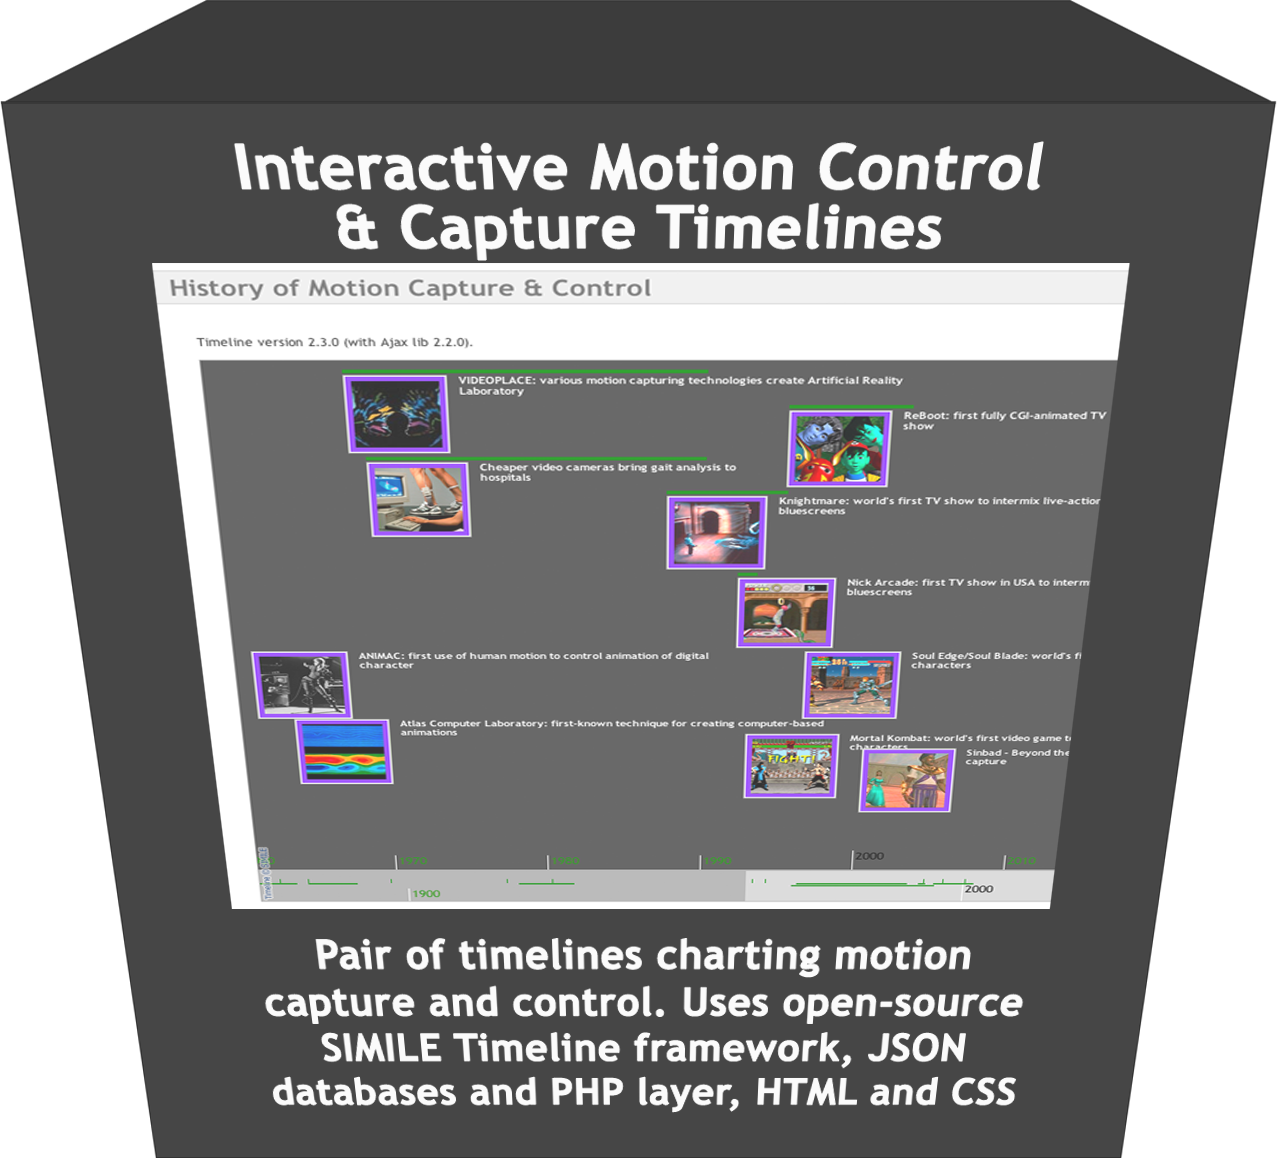 Interactive Motion Control
& Capture Timelines
History of Motion Capture & Control
Timeline version 2.3.0 (with Ajax lib 2.2.0).
VIDEOPLACE: various motion capturing technologies create Artificial Reality
Laboratory
ReBoot: first fully CGI-animated TV
show
Cheaper video cameras bring gait analysis to
hospitals
Knightmare: world's first TV show to intermix live-action
bluescreens
Nick Arcade: first TV show in USA to
bluescreens
ANIMAC: first use of human motion to control animation of digital
character
Soul Edge/Soul Blade: world's
characters
Atlas Computer Laboratory: first-known technique for creating computer-based
animations
Mortal Kombat: world's first video game to
characters
FIGHT!
Sinbad - Beyond the
capture
1970
1980
1990
2000
2010
Timeline © SIMILE
1900
2000
Pair of timelines charting motion
capture and control. Uses open-source
SIMILE Timeline framework, JSON
databases and PHP layer, HTML and CSS